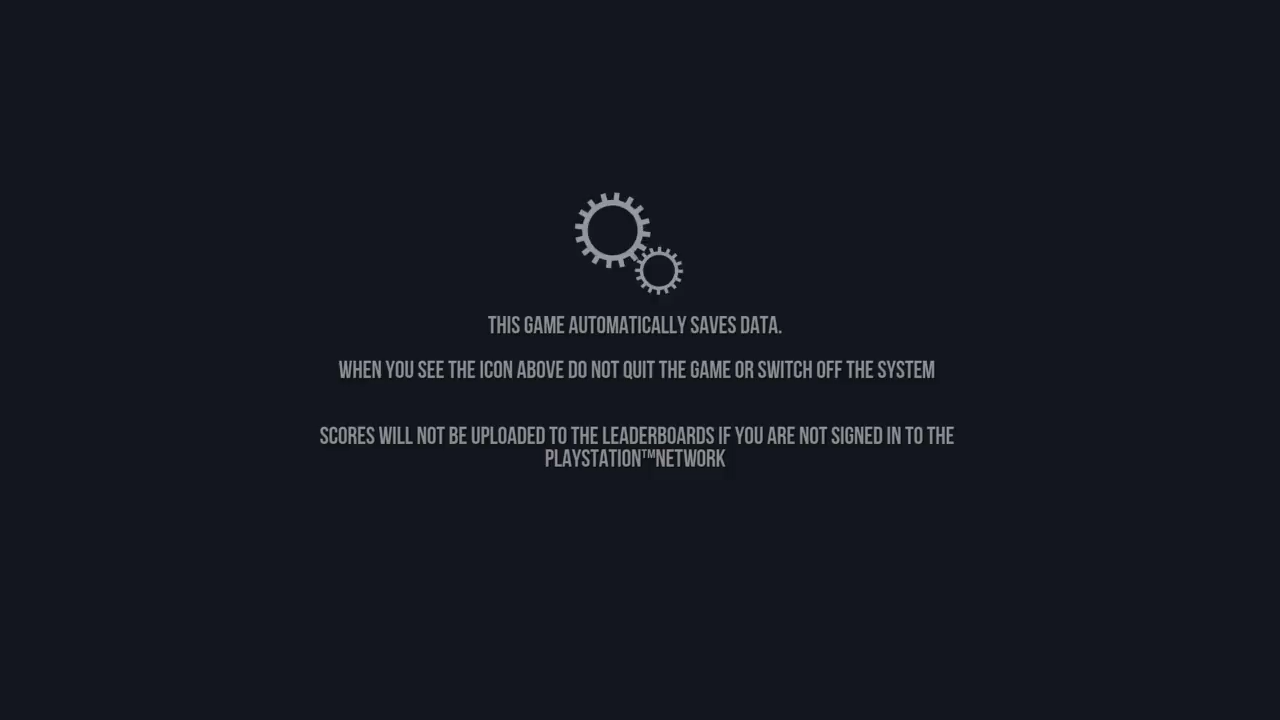 THIS GAME AUTOMATICALLY SAVES DATA.
WHEN YOU SEE THE ICON ABOVE DO NOT QUIT THE GAME OR SWITCH OFF THE SYSTEM
SCORES WILL NOT BE UPLOADED TO THE LEADERBOARDS IF YOU ARE NOT SIGNED IN TO THE
PLAYSTATION™NETWORK